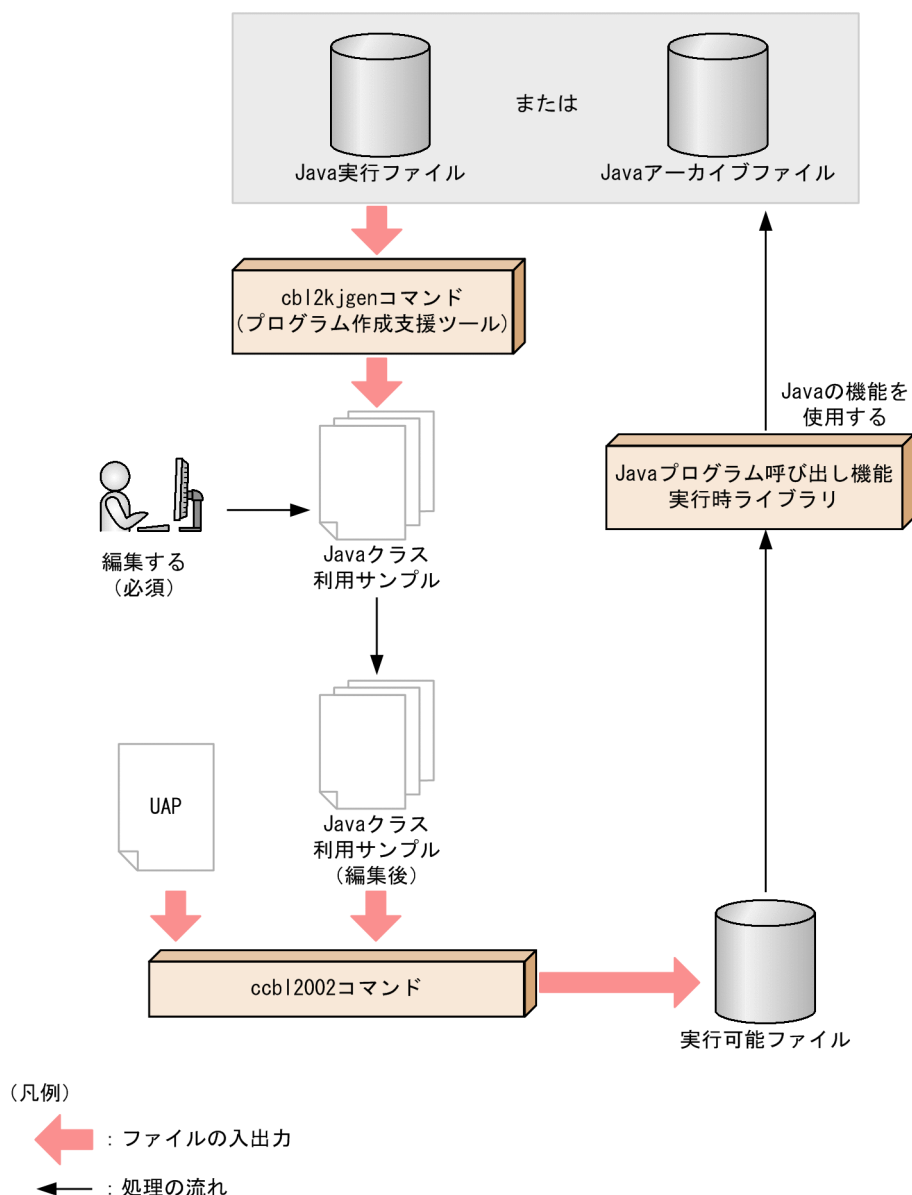 または
Java実行ファイル
Javaアーカイブファイル
cbl2kjgenコマンド
(プログラム作成支援ツール)
Javaの機能を
使用する
Javaプログラム呼び出し機能
実行時ライブラリ
編集する
(必須)
Javaクラス
利用サンプル
UAP
Javaクラス
利用サンプル
(編集後)
ccbl2002コマンド
実行可能ファイル
(凡例)
:ファイルの入出力
:処理の流れ